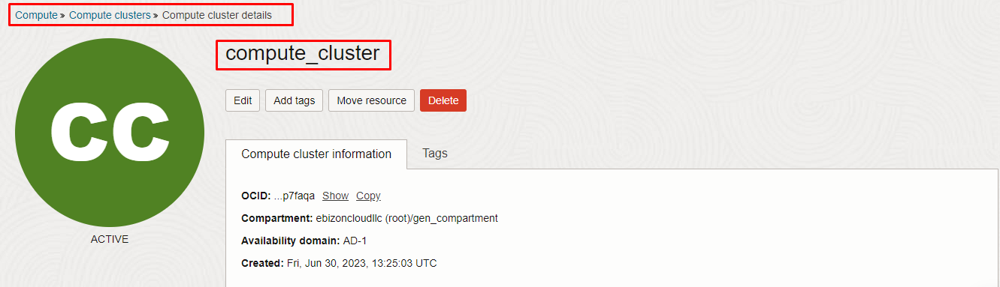 Compute » Compute clusters » Compute cluster details
CC
ACTIVE
compute_cluster
Edit Add tags Move resource Delete
Compute cluster information Tags
OCID: ...p7faqa Show Copy
Compartment: ebizoncloudllc (root)/gen_compartment
Availability domain: AD-1
Created: Fri, Jun 30, 2023, 13:25:03 UTC